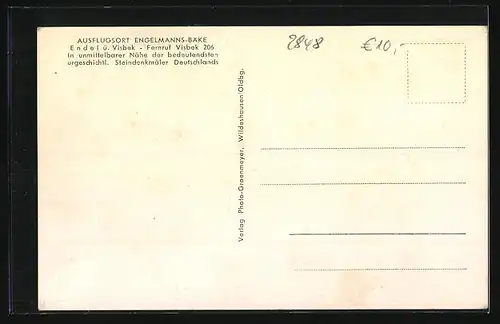 AUSFLUGSORT ENGELMANNS-BÄKE
Endel ü. Visbek - Fernruf Visbek 206
In unmittelbarer Nähe der bedeutendsten
urgeschichtl. Steindenkmäler Deutschlands
2848
€10,-
Verlag Photo-Graenmeyer, Wildeshausen/Oldbg.